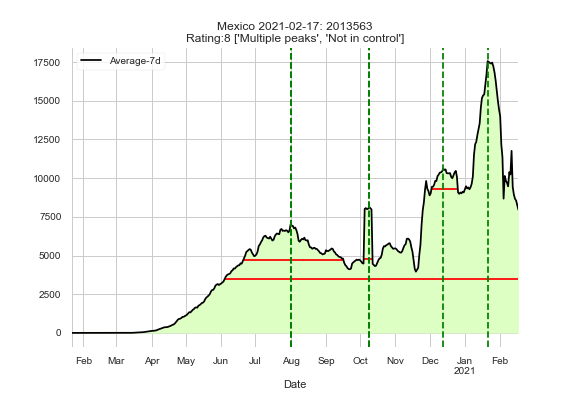 Mexico 2021-02-17: 2013563
Rating:8 ['Multiple peaks', 'Not in control']
Average-7d
17500
15000
12500
10000
7500
5000
2500
0
Feb Mar Apr May Jun Jul Aug Sep Oct Nov Dec Jan Feb
2021
Date